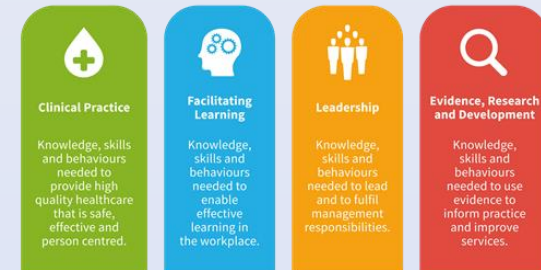 Clinical Practice
Knowledge, skills
and behaviours
needed to
provide high
quality healthcare
that is safe,
effective and
person centred.
Facilitating
Learning
Knowledge,
skills and
behaviours
needed to
enable
effective
learning in
the workplace.
Leadership
Knowledge,
skills and
behaviours
needed to lead
and to fulfil
management
responsibilities.
Evidence, Research
and Development
Knowledge,
skills and
behaviours
needed to use
evidence to
inform practice
and improve
services.